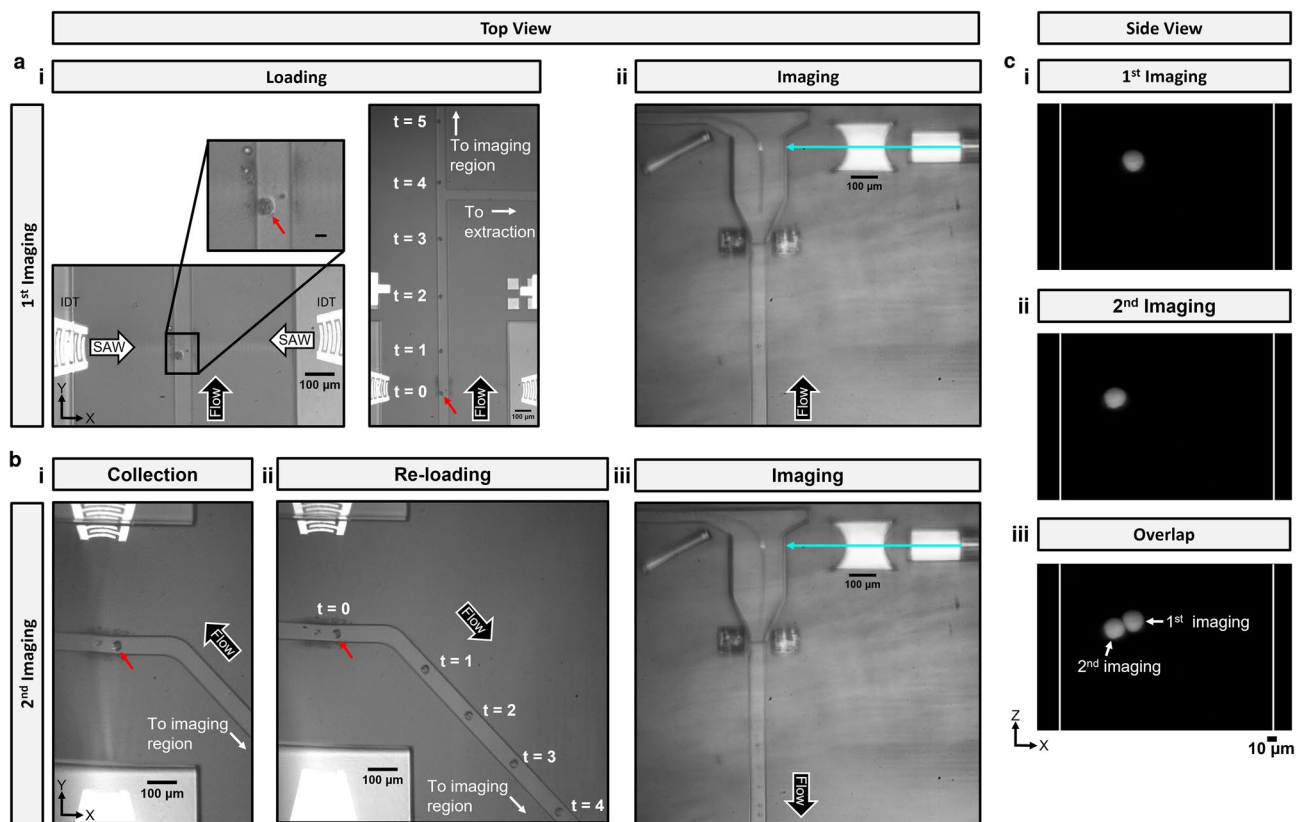 Top View
Side View
a
i
Loading
ii
Imaging
c
i
1st Imaging
1st Imaging
IDT
SAW
SAW
IDT
100 µm
Flow
Y
X
t = 5
t = 4
t = 3
t = 2
t = 1
t = 0
To imaging
region
To
extraction
Flow
100 µm
100 µm
Flow
ii
2nd Imaging
b
i
Collection
ii
Re-loading
iii
Imaging
2nd Imaging
Flow
To imaging
region
100 µm
Y
X
t = 0
Flow
t = 1
t = 2
t = 3
t = 4
100 µm
To imaging
region
100 µm
Flow
iii
Overlap
1st imaging
2nd imaging
Z
X
10 µm